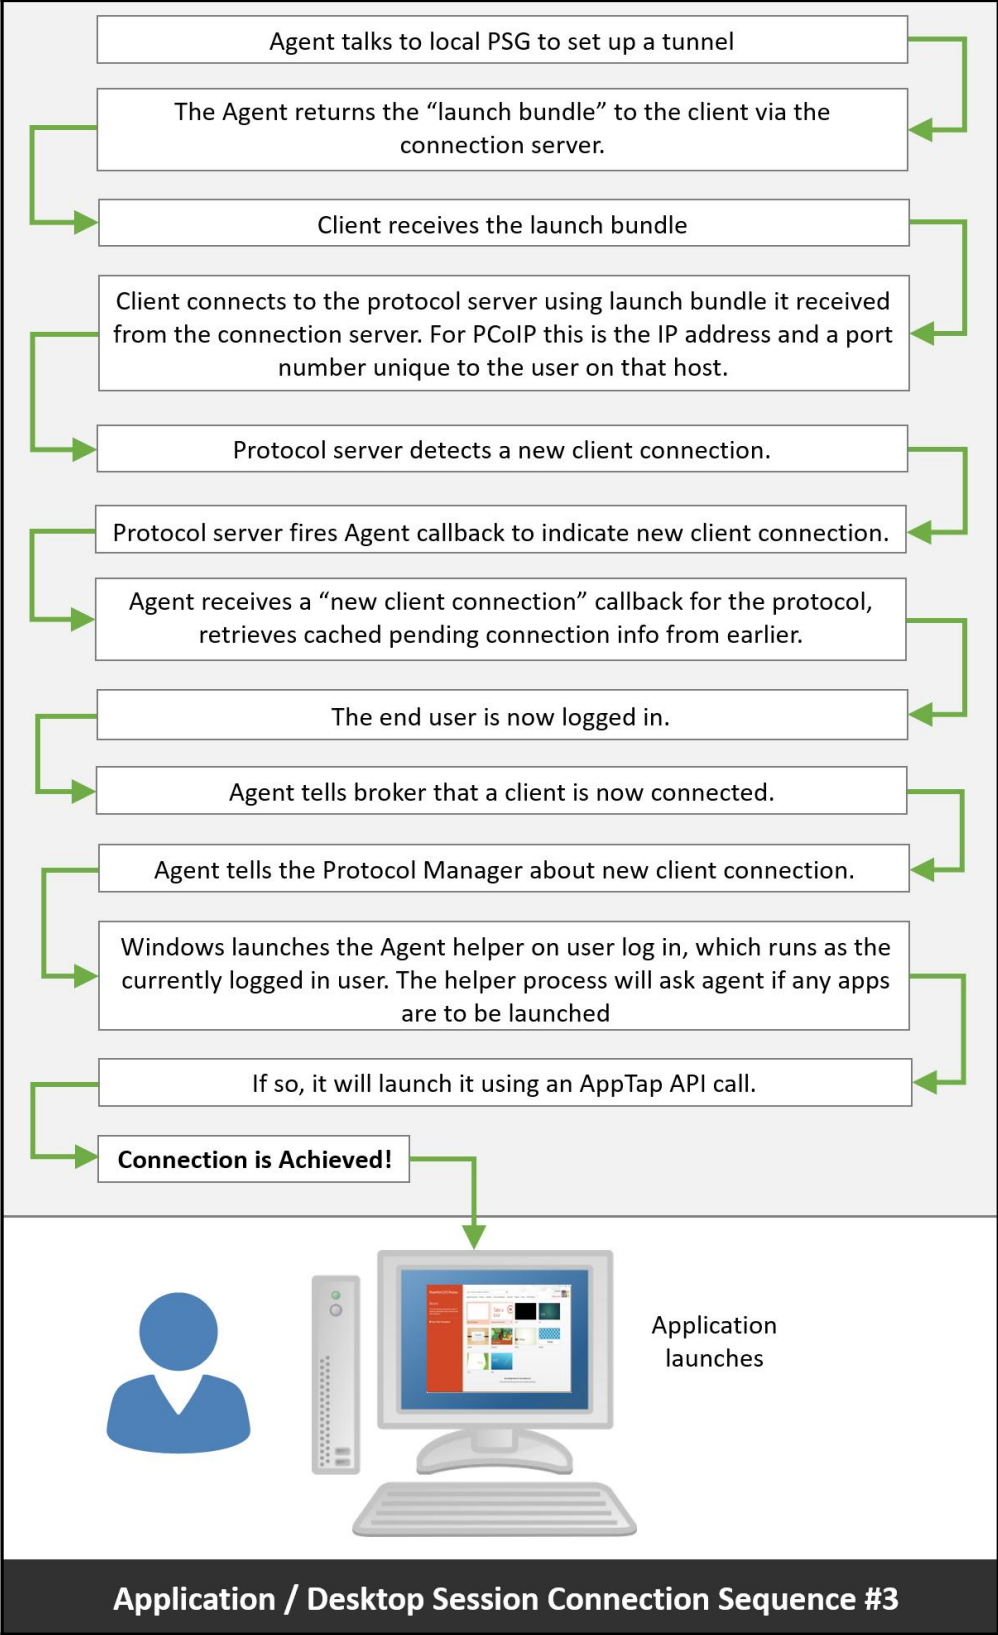 Agent talks to local PSG to set up a tunnel
The Agent returns the “launch bundle” to the client via the
connection server.
Client receives the launch bundle
Client connects to the protocol server using launch bundle it received
from the connection server. For PCoIP this is the IP address and a port
number unique to the user on that host.
Protocol server detects a new client connection.
Protocol server fires Agent callback to indicate new client connection.
Agent receives a “new client connection” callback for the protocol,
retrieves cached pending connection info from earlier.
The end user is now logged in.
Agent tells broker that a client is now connected.
Agent tells the Protocol Manager about new client connection.
Windows launches the Agent helper on user log in, which runs as the
currently logged in user. The helper process will ask agent if any apps
are to be launched
If so, it will launch it using an AppTap API call.
Connection is Achieved!
Application
launches
Application / Desktop Session Connection Sequence #3